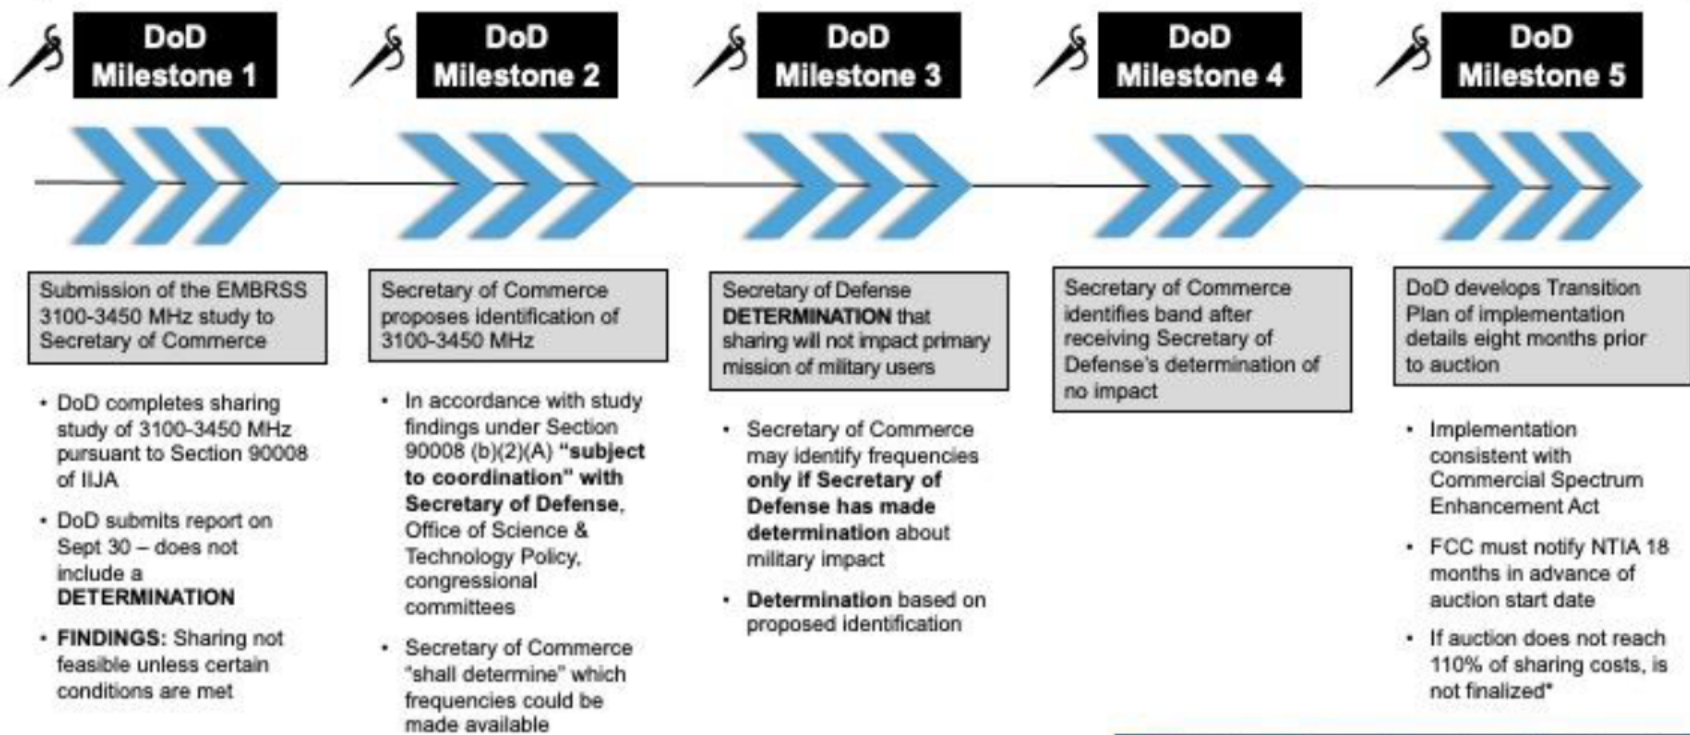 DoD
Milestone 1
DoD
Milestone 2
DoD
Milestone 3
DoD
Milestone 4
DoD
Milestone 5
Submission of the EMBRSS
3100-3450 MHz study to
Secretary of Commerce
• DoD completes sharing
study of 3100-3450 MHz
pursuant to Section 90008
of IIJA
• DoD submits report on
Sept 30 – does not
include a
DETERMINATION
• FINDINGS: Sharing not
feasible unless certain
conditions are met
Secretary of Commerce
proposes identification of
3100-3450 MHz
• In accordance with study
findings under Section
90008 (b)(2)(A) “subject
to coordination” with
Secretary of Defense,
Office of Science &
Technology Policy,
congressional
committees
• Secretary of Commerce
“shall determine” which
frequencies could be
made available
Secretary of Defense
DETERMINATION that
sharing will not impact primary
mission of military users
• Secretary of Commerce
may identify frequencies
only if Secretary of
Defense has made
determination about
military impact
• Determination based on
proposed identification
Secretary of Commerce
identifies band after
receiving Secretary of
Defense’s determination of
no impact
DoD develops Transition
Plan of implementation
details eight months prior
to auction
• Implementation
consistent with
Commercial Spectrum
Enhancement Act
• FCC must notify NTIA 18
months in advance of
auction start date
• If auction does not reach
110% of sharing costs, is
not finalized*